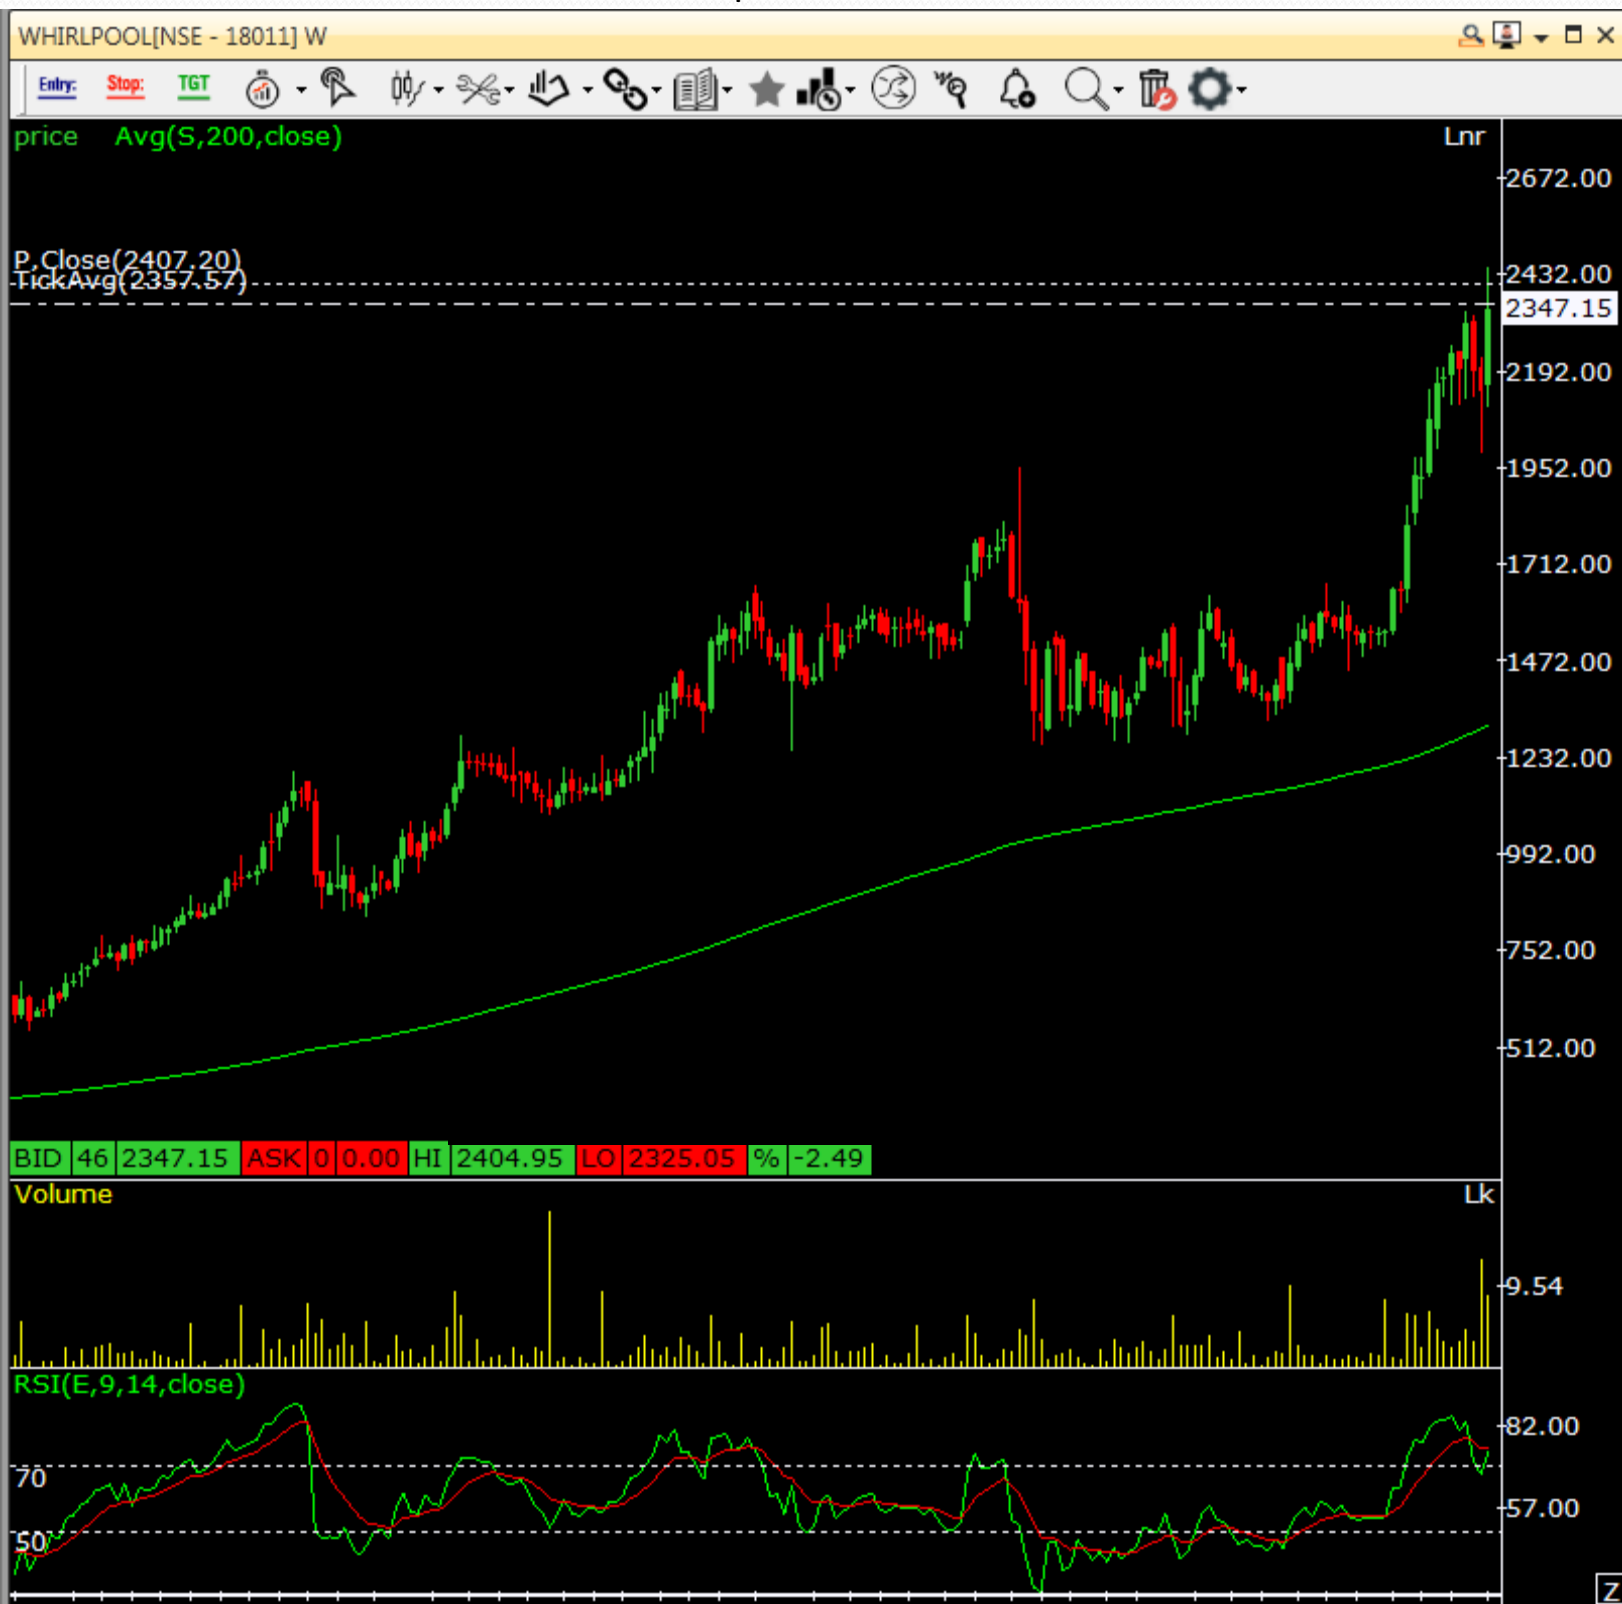 WHIRLPOOL[NSE - 18011] W
Entry: Stop: TGT
price Avg(S,200,close) Lnr
2672.00
P.Close(2407.20)
TickAvg(2357.57)
2432.00
2347.15
2192.00
1952.00
1712.00
1472.00
1232.00
992.00
752.00
512.00
BID 46 2347.15 ASK 0 0.00 HI 2404.95 LO 2325.05 % -2.49
Volume Lk
9.54
RSI(E,9,14,close)
82.00
70
57.00
50
Z